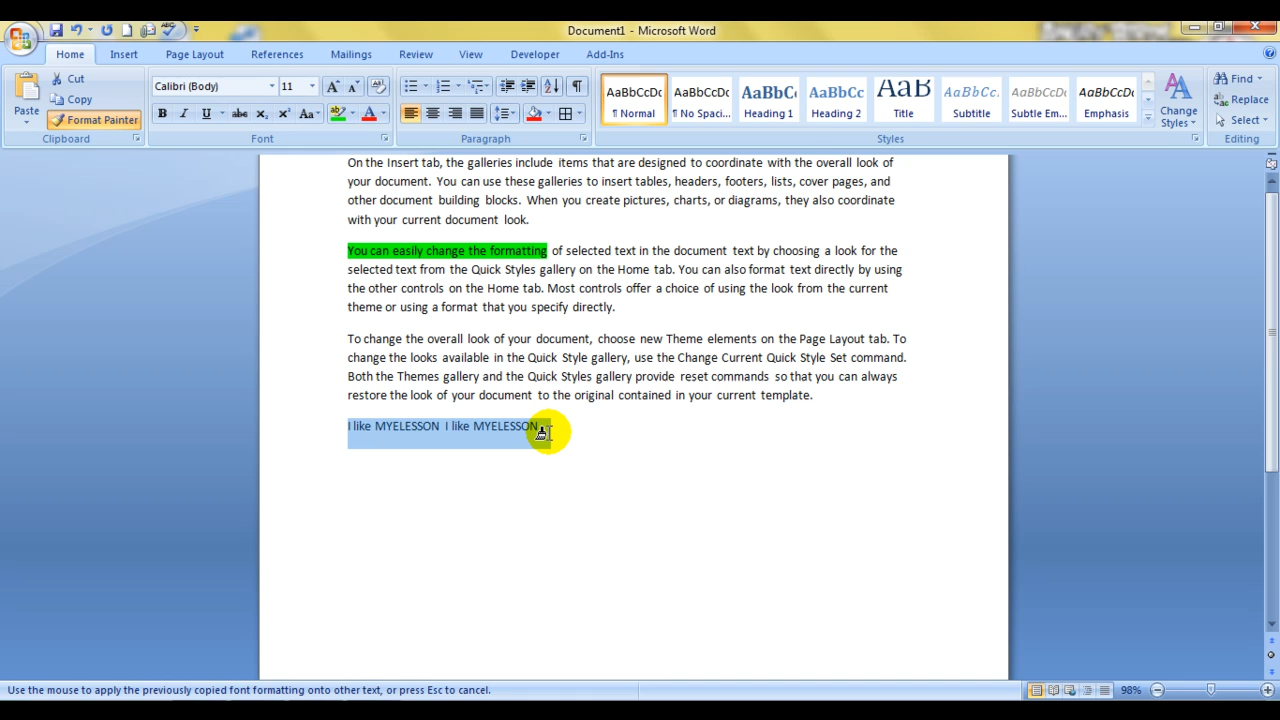 Document1 - Microsoft Word
Home Insert Page Layout References Mailings Review View Developer Add-Ins
Paste
Cut
Copy
Format Painter
Clipboard
Calibri (Body) 11
Font
Paragraph
AaBbCcDc AaBbCcDc AaBbCc AaBbCc AaB AaBbCc. AaBbCcDc AaBbCcDc
¶ Normal ¶ No Spaci... Heading 1 Heading 2 Title Subtitle Subtle Em... Emphasis
Change Styles
Styles
Find
Replace
Select
Editing
On the Insert tab, the galleries include items that are designed to coordinate with the overall look of
your document. You can use these galleries to insert tables, headers, footers, lists, cover pages, and
other document building blocks. When you create pictures, charts, or diagrams, they also coordinate
with your current document look.
You can easily change the formatting of selected text in the document text by choosing a look for the
selected text from the Quick Styles gallery on the Home tab. You can also format text directly by using
the other controls on the Home tab. Most controls offer a choice of using the look from the current
theme or using a format that you specify directly.
To change the overall look of your document, choose new Theme elements on the Page Layout tab. To
change the looks available in the Quick Style gallery, use the Change Current Quick Style Set command.
Both the Themes gallery and the Quick Styles gallery provide reset commands so that you can always
restore the look of your document to the original contained in your current template.
I like MYELESSON I like MYELESSON
Use the mouse to apply the previously copied font formatting onto other text, or press Esc to cancel.
98%